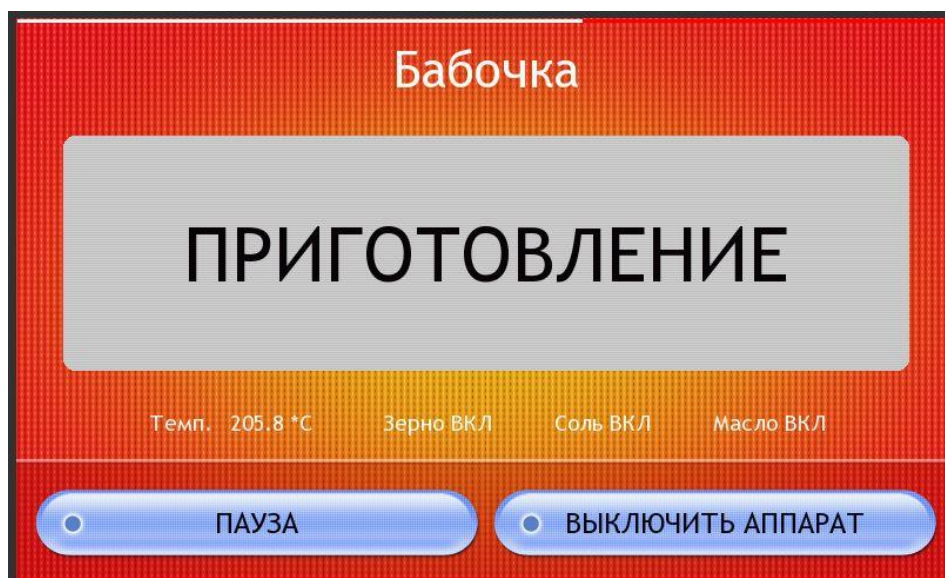 Бабочка
ПРИГОТОВЛЕНИЕ
Темп. 205.8 *C Зерно ВКЛ Соль ВКЛ Масло ВКЛ
ПАУЗА ВЫКЛЮЧИТЬ АППАРАТ